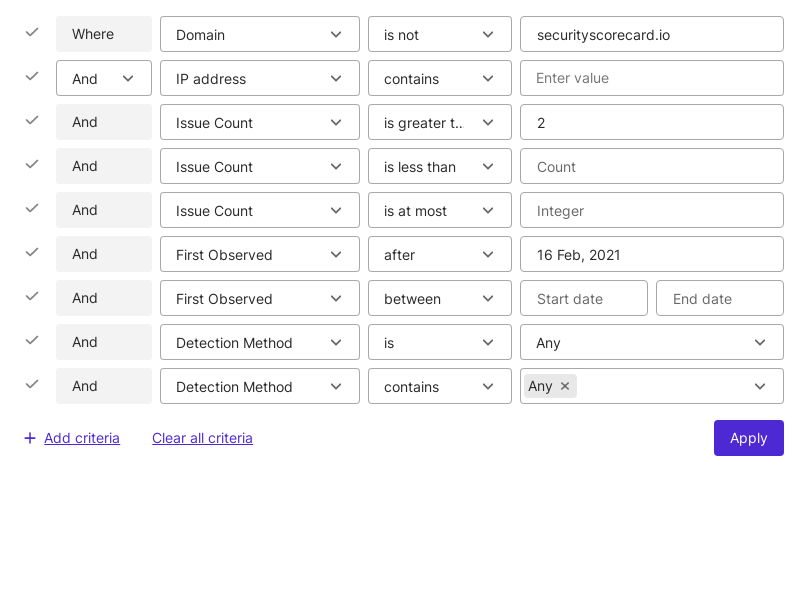 Where Domain is not securityscorecard.io
And IP address contains Enter value
And Issue Count is greater t... 2
And Issue Count is less than Count
And Issue Count is at most Integer
And First Observed after 16 Feb, 2021
And First Observed between Start date End date
And Detection Method is Any
And Detection Method contains Any
Add criteria Clear all criteria Apply